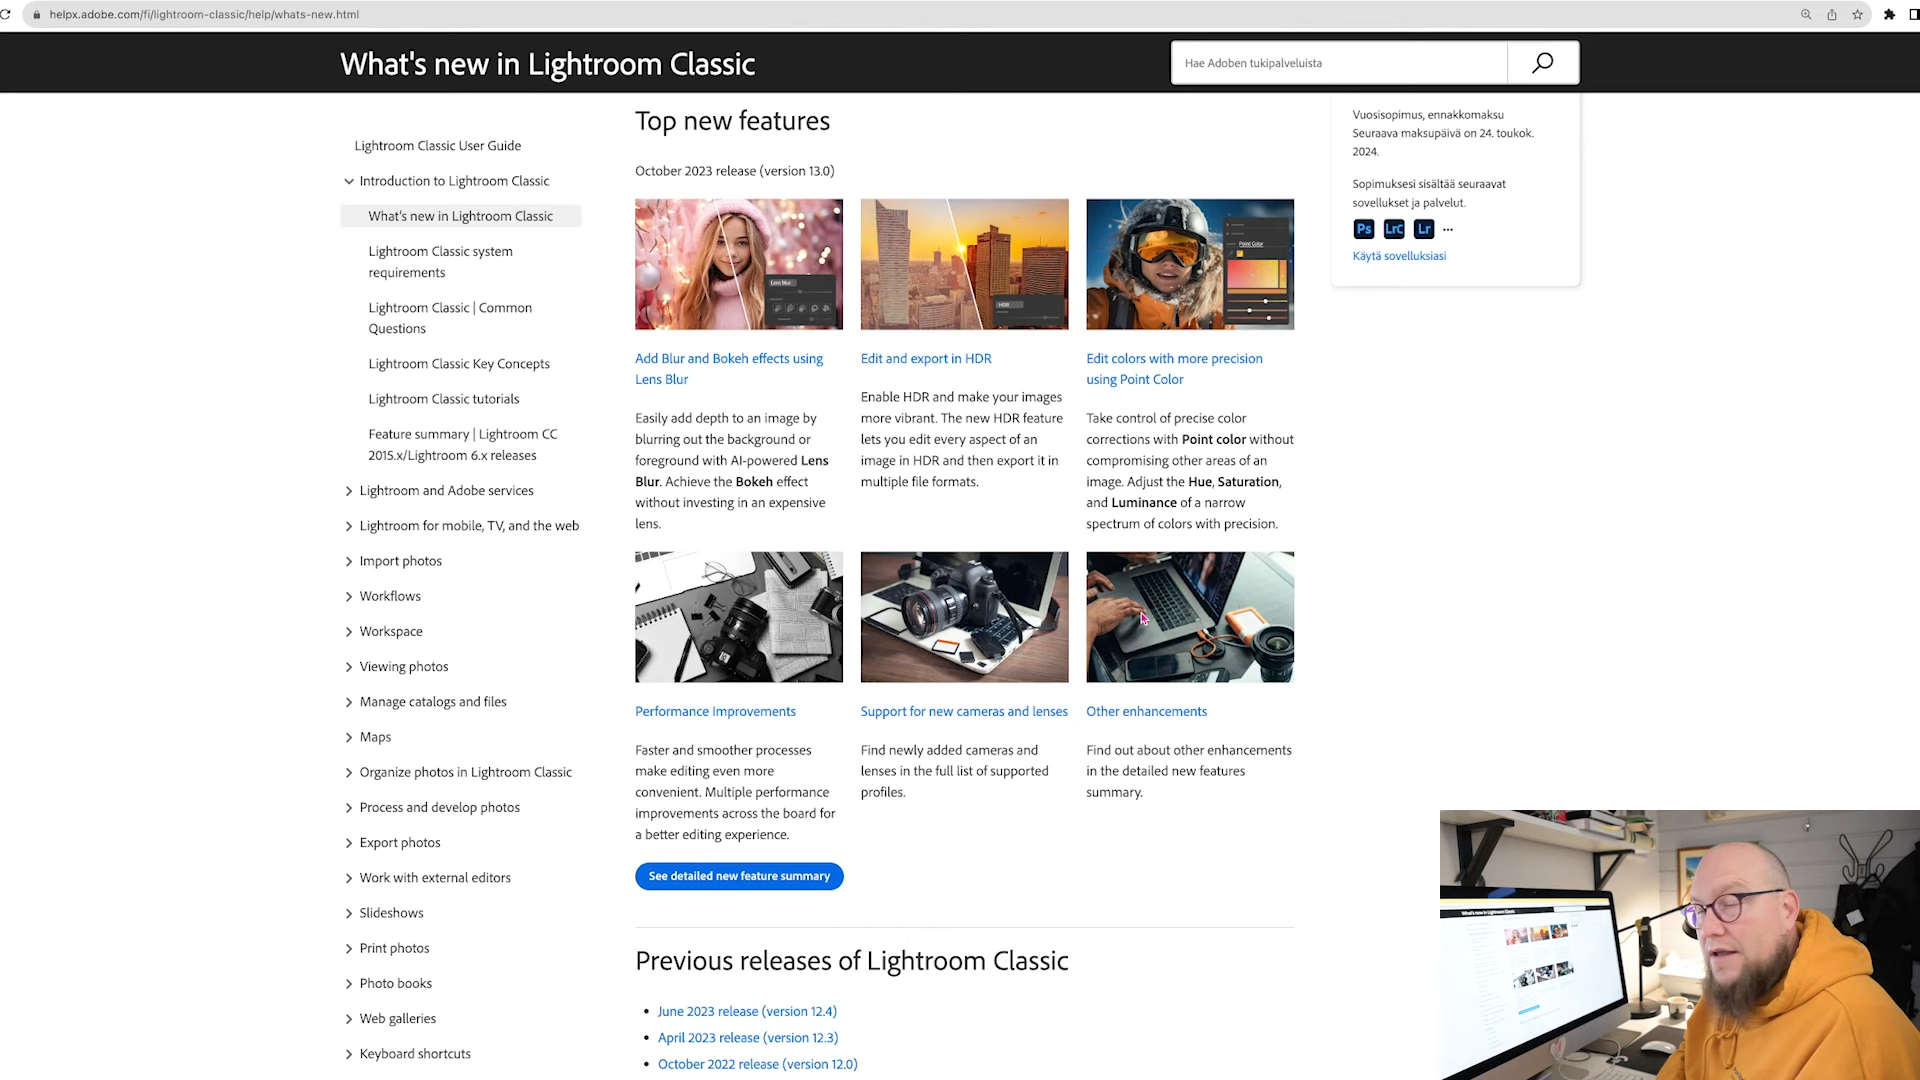 helpx.adobe.com/fi/lightroom-classic/help/whats-new.html
What's new in Lightroom Classic
Hae Adoben tukipalveluista
Lightroom Classic User Guide
Introduction to Lightroom Classic
What's new in Lightroom Classic
Lightroom Classic system
requirements
Lightroom Classic | Common
Questions
Lightroom Classic Key Concepts
Lightroom Classic tutorials
Feature summary | Lightroom CC
2015.x/Lightroom 6.x releases
Lightroom and Adobe services
Lightroom for mobile, TV, and the web
Import photos
Workflows
Workspace
Viewing photos
Manage catalogs and files
Maps
Organize photos in Lightroom Classic
Process and develop photos
Export photos
Work with external editors
Slideshows
Print photos
Photo books
Web galleries
Keyboard shortcuts
Top new features
October 2023 release (version 13.0)
Lens Blur
HDR
Point Color
Add Blur and Bokeh effects using
Lens Blur
Easily add depth to an image by
blurring out the background or
foreground with AI-powered Lens
Blur. Achieve the Bokeh effect
without investing in an expensive
lens.
Edit and export in HDR
Enable HDR and make your images
more vibrant. The new HDR feature
lets you edit every aspect of an
image in HDR and then export it in
multiple file formats.
Edit colors with more precision
using Point Color
Take control of precise color
corrections with Point color without
compromising other areas of an
image. Adjust the Hue, Saturation,
and Luminance of a narrow
spectrum of colors with precision.
Performance Improvements
Faster and smoother processes
make editing even more
convenient. Multiple performance
improvements across the board for
a better editing experience.
Support for new cameras and lenses
Find newly added cameras and
lenses in the full list of supported
profiles.
Other enhancements
Find out about other enhancements
in the detailed new features
summary.
See detailed new feature summary
Previous releases of Lightroom Classic
• June 2023 release (version 12.4)
• April 2023 release (version 12.3)
• October 2022 release (version 12.0)
Vuosisopimus, ennakkomaksu
Seuraava maksupäivä on 24. toukok.
2024.
Sopimuksesi sisältää seuraavat
sovellukset ja palvelut.
Ps LrC Lr ...
Käytä sovelluksiasi
What's new in Lightroom Classic